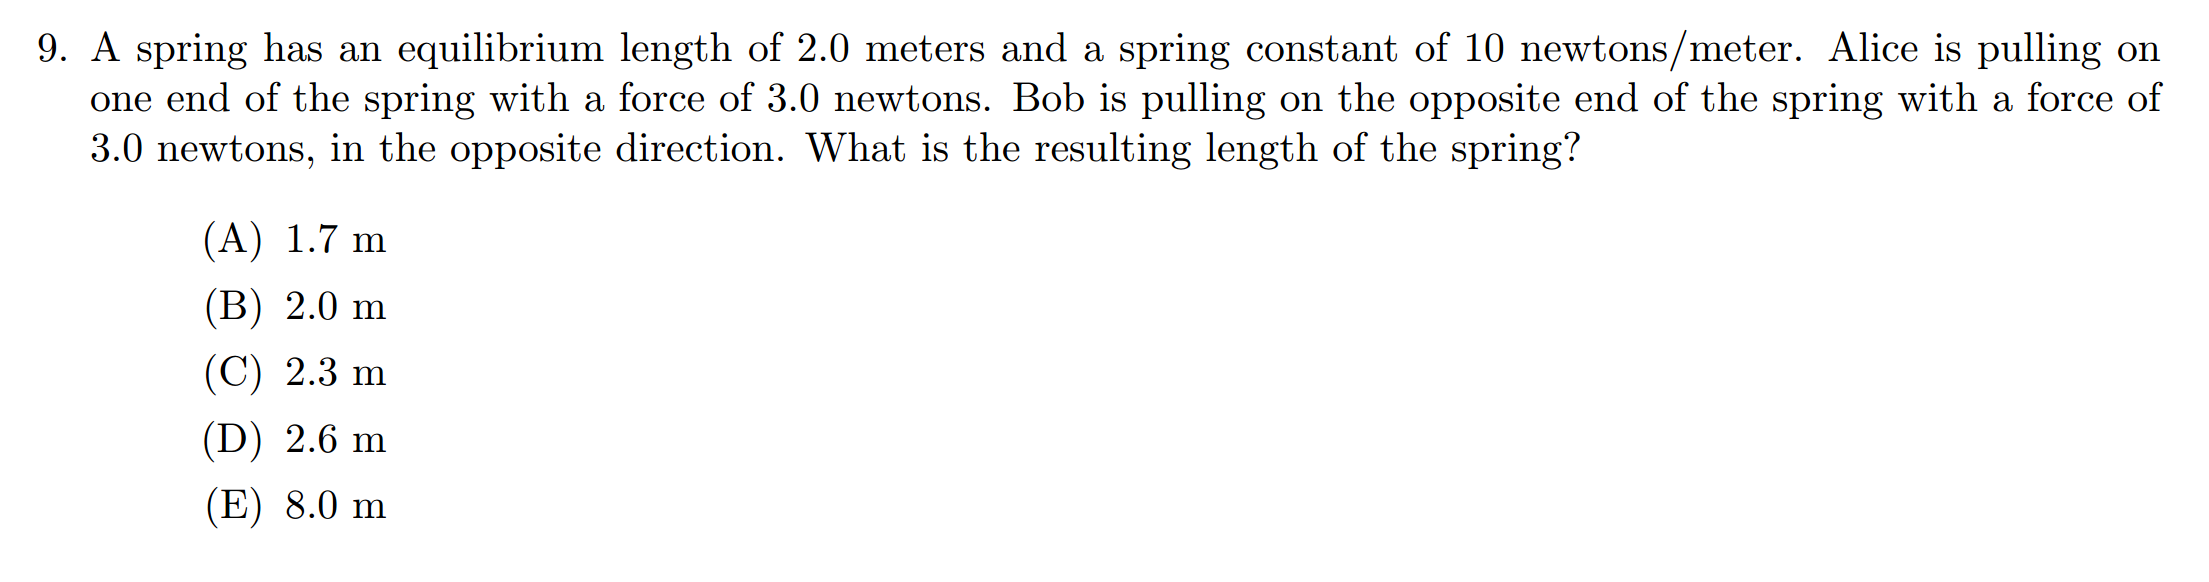 9. A spring has an equilibrium length of 2.0 meters and a spring constant of 10 newtons/meter. Alice is pulling on
one end of the spring with a force of 3.0 newtons. Bob is pulling on the opposite end of the spring with a force of
3.0 newtons, in the opposite direction. What is the resulting length of the spring?
(A) 1.7 m
(B) 2.0 m
(C) 2.3 m
(D) 2.6 m
(E) 8.0 m